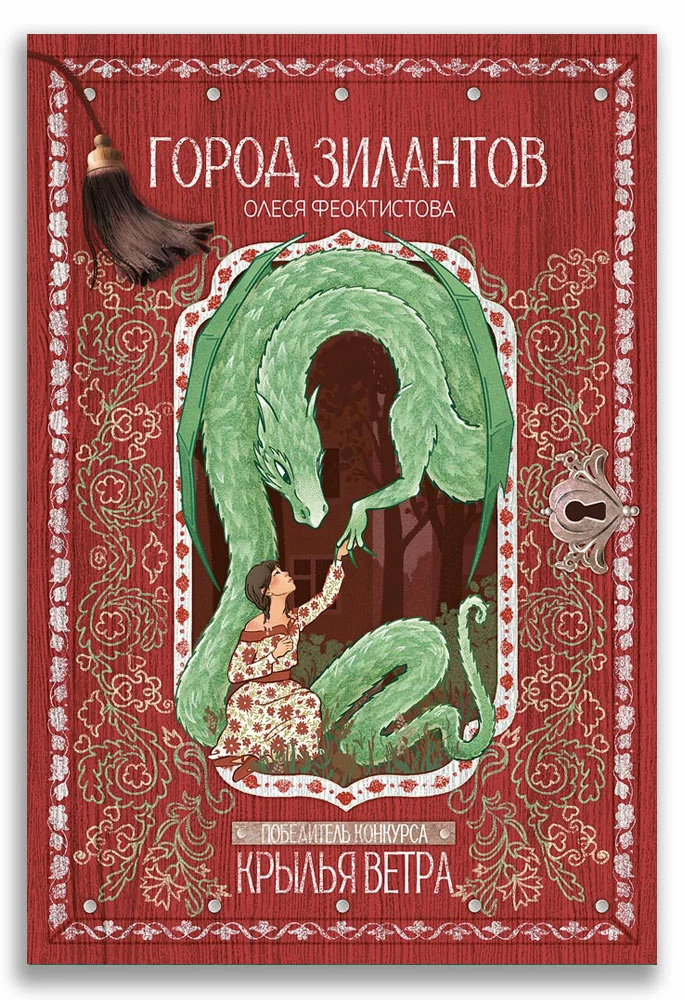 ГОРОД ЗИЛАНТОВ
ОЛЕСЯ ФЕОКТИСТОВА
ПОБЕДИТЕЛЬ КОНКУРСА
КРЫЛЬЯ ВЕТРА